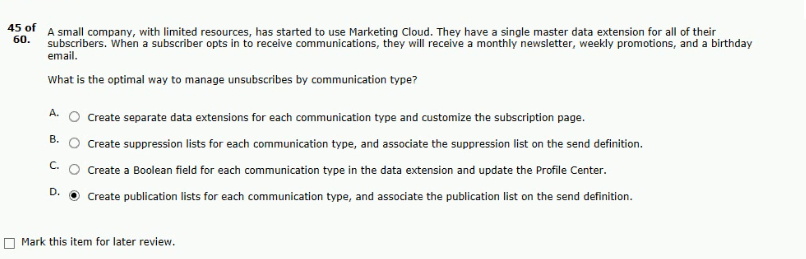 45 of 60.
A small company, with limited resources, has started to use Marketing Cloud. They have a single master data extension for all of their
subscribers. When a subscriber opts in to receive communications, they will receive a monthly newsletter, weekly promotions, and a birthday
email.
What is the optimal way to manage unsubscribes by communication type?
A. Create separate data extensions for each communication type and customize the subscription page.
B. Create suppression lists for each communication type, and associate the suppression list on the send definition.
C. Create a Boolean field for each communication type in the data extension and update the Profile Center.
D. Create publication lists for each communication type, and associate the publication list on the send definition.
Mark this item for later review.